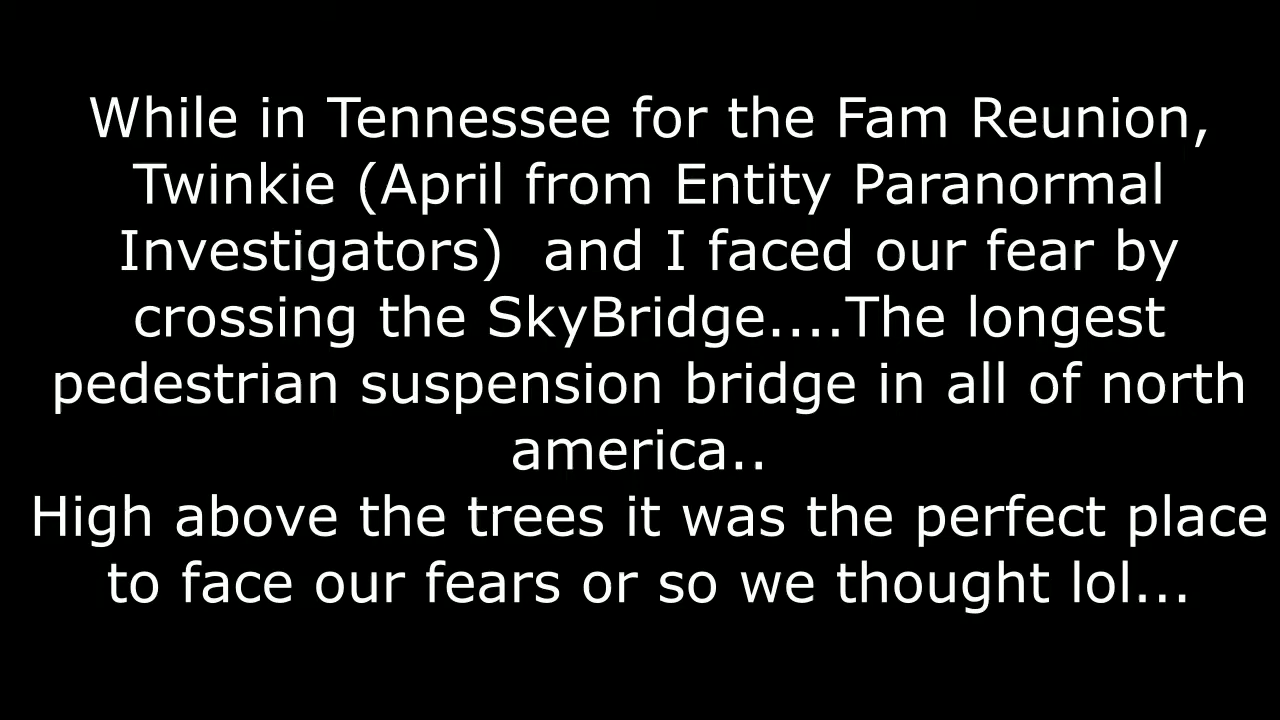 While in Tennessee for the Fam Reunion,
Twinkie (April from Entity Paranormal
Investigators)  and I faced our fear by
crossing the SkyBridge....The longest
pedestrian suspension bridge in all of north
america..
High above the trees it was the perfect place
to face our fears or so we thought lol...